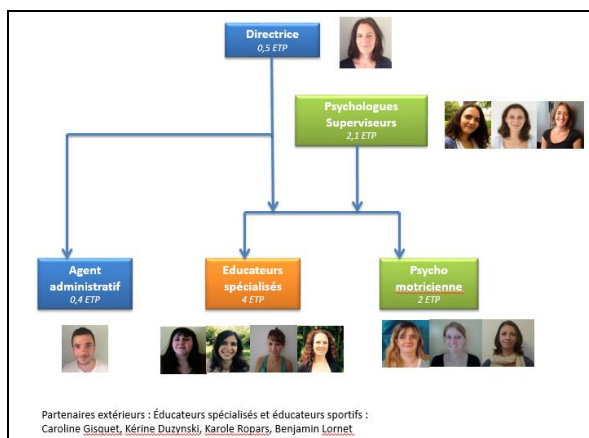 Directrice
0,5 ETP
Psychologues
Superviseurs
2,1 ETP
Agent
administratif
0,4 ETP
Educateurs
spécialisés
4 ETP
Psycho
motricienne
2 ETP
Partenaires extérieurs : Éducateurs spécialisés et éducateurs sportifs :
Caroline Gisquet, Kérine Duzynski, Karole Ropars, Benjamin Lornet